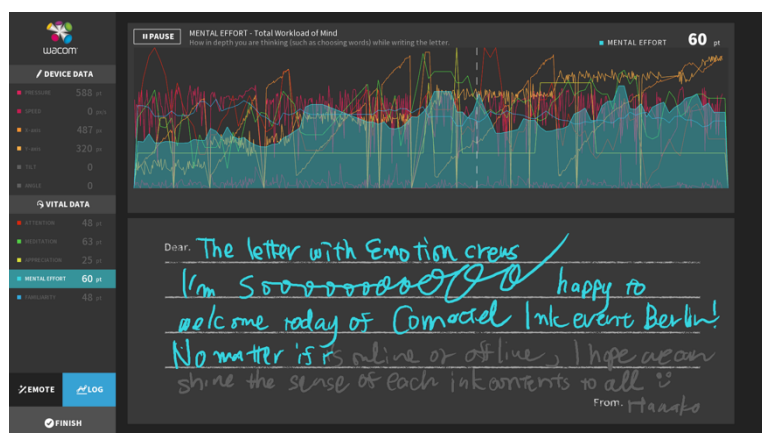 wacom
DEVICE DATA
PRESSURE 588 pt
SPEED 0 px/s
X-axis 487 px
Y-axis 320 px
TILT 0
ANGLE 0
VITAL DATA
ATTENTION 48 pt
MEDITATION 63 pt
APPRECIATION 25 pt
MENTAL EFFORT 60 pt
FAMILIARITY 48 pt
EMOTE LOG
FINISH
PAUSE MENTAL EFFORT - Total Workload of Mind
How in depth you are thinking (such as choosing words) while writing the letter.
MENTAL EFFORT 60 pt
Dear. The letter with Emotion crews
I'm Sooooooooooo happy to
welcome today of Connected Ink event Berlin!
No matter if it's online or offline, I hope we can
shine the sense of each ink contents to all
From. Hanako